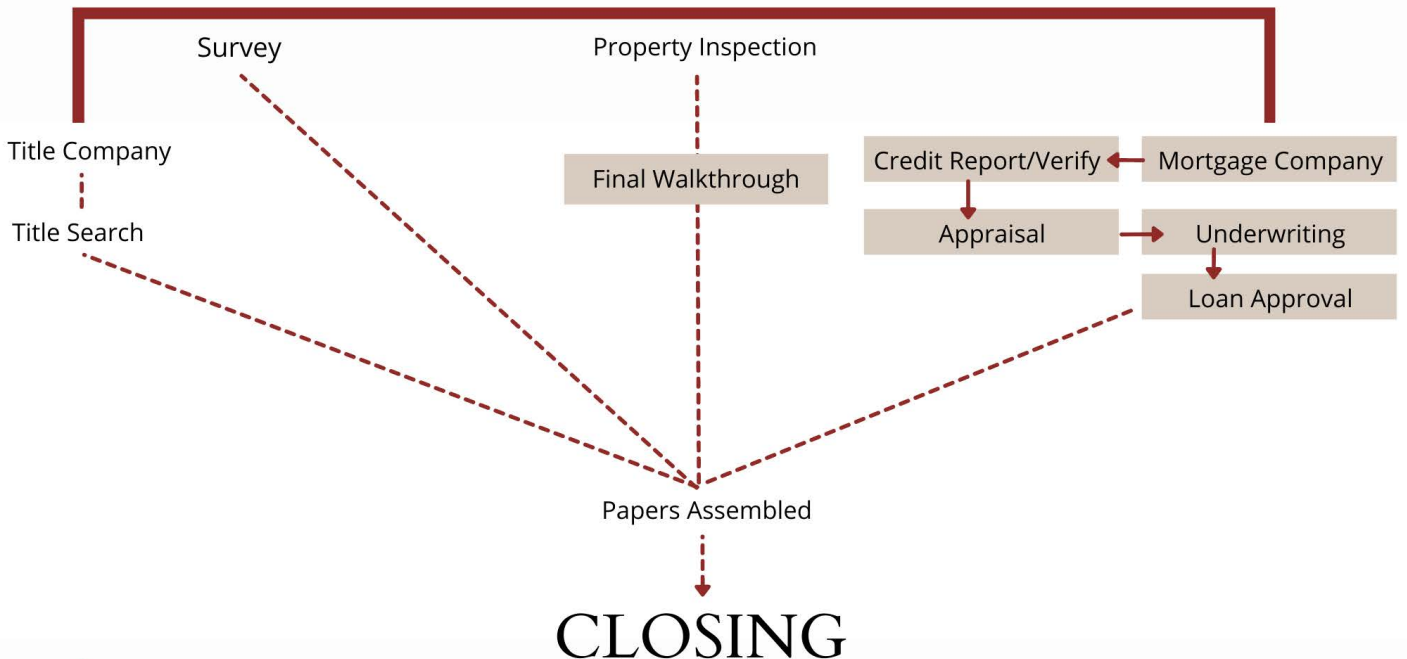 Survey
Property Inspection
Title Company
Credit Report/Verify
Mortgage Company
Final Walkthrough
Title Search
Appraisal
Underwriting
Loan Approval
Papers Assembled
CLOSING